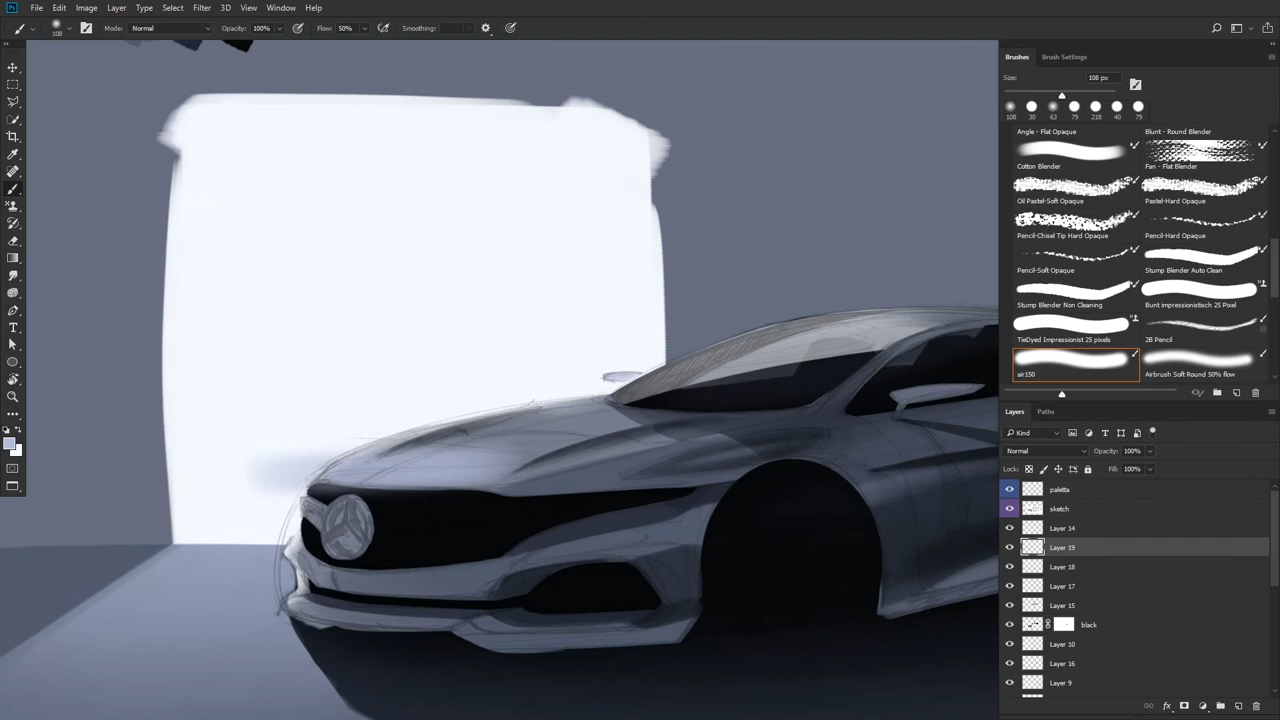 Ps File Edit Image Layer Type Select Filter 3D View Window Help
108 Mode: Normal Opacity: 100% Flow: 50% Smoothing:
Brushes Brush Settings
Size: 108 px
108 30 63 79 218 40 79
Angle - Flat Opaque Blunt - Round Blender
Cotton Blender Fan - Flat Blender
Oil Pastel-Soft Opaque Pastel-Hard Opaque
Pencil-Chisel Tip Hard Opaque Pencil-Hard Opaque
Pencil-Soft Opaque Stump Blender Auto Clean
Stump Blender Non Cleaning Bunt impressionistisch 25 Pixel
TieDyed Impressionist 25 pixels 2B Pencil
air150 Airbrush Soft Round 50% flow
Layers Paths
Kind
Normal Opacity: 100%
Lock: Fill: 100%
paletta
sketch
Layer 14
Layer 19
Layer 18
Layer 17
Layer 15
black
Layer 10
Layer 16
Layer 9